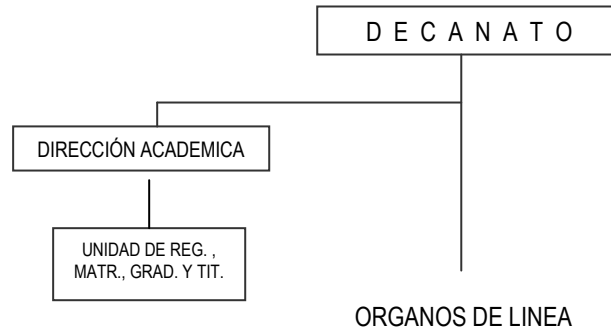 D E C A N A T O
DIRECCIÓN ACADEMICA
UNIDAD DE REG. ,
MATR., GRAD. Y TIT.
ORGANOS DE LINEA